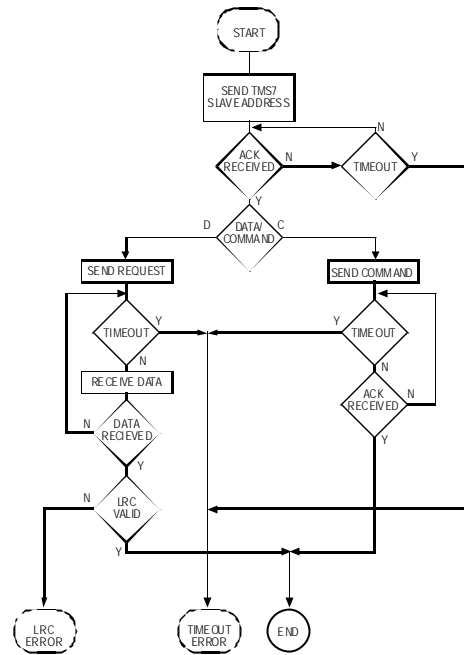 START
SEND TMS7
SLAVE ADDRESS
N
ACK
RECEIVED
N
TIMEOUT
Y
Y
D
DATA/
COMMAND
C
SEND REQUEST
SEND COMMAND
TIMEOUT
Y
Y
TIMEOUT
N
N
RECEIVE DATA
ACK
RECEIVED
N
N
DATA
RECIEVED
Y
Y
N
LRC
VALID
Y
LRC
ERROR
TIMEOUT
ERROR
END